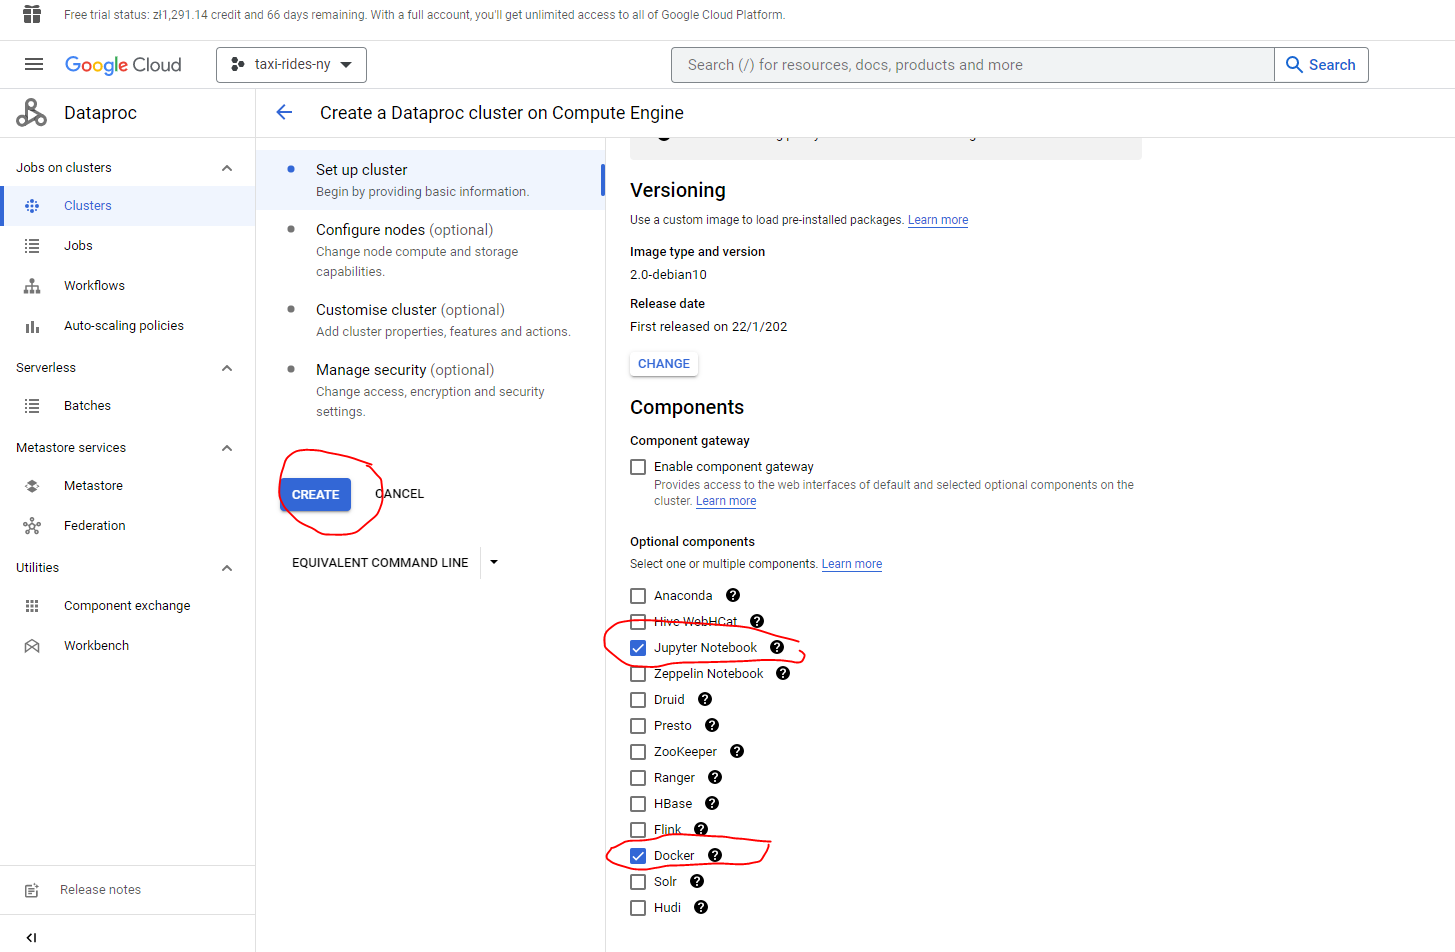 Free trial status: zł1,291.14 credit and 66 days remaining. With a full account, you'll get unlimited access to all of Google Cloud Platform.
Google Cloud
taxi-rides-ny
Search (/) for resources, docs, products and more
Search
Dataproc
Create a Dataproc cluster on Compute Engine
Jobs on clusters
Clusters
Jobs
Workflows
Auto-scaling policies
Serverless
Batches
Metastore services
Metastore
Federation
Utilities
Component exchange
Workbench
Release notes
Set up cluster
Begin by providing basic information.
Configure nodes (optional)
Change node compute and storage
capabilities.
Customise cluster (optional)
Add cluster properties, features and actions.
Manage security (optional)
Change access, encryption and security
settings.
CREATE
CANCEL
EQUIVALENT COMMAND LINE
Versioning
Use a custom image to load pre-installed packages. Learn more
Image type and version
2.0-debian10
Release date
First released on 22/1/202
CHANGE
Components
Component gateway
Enable component gateway
Provides access to the web interfaces of default and selected optional components on the
cluster. Learn more
Optional components
Select one or multiple components. Learn more
Anaconda
Hive WebHCat
Jupyter Notebook
Zeppelin Notebook
Druid
Presto
ZooKeeper
Ranger
HBase
Flink
Docker
Solr
Hudi